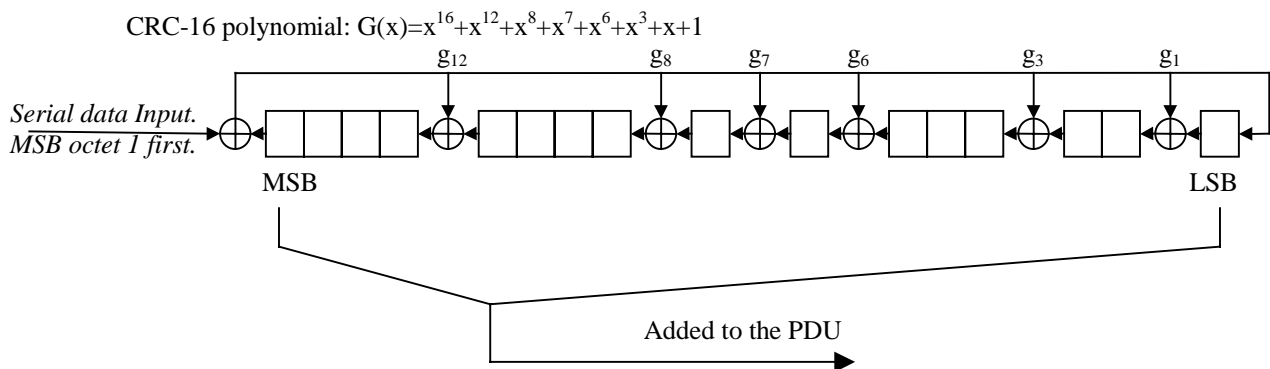 CRC-16 polynomial: G(x)=x¹⁶+x¹²+x⁸+x⁷+x⁶+x³+x+1
g₁₂ g₈ g₇ g₆ g₃ g₁
Serial data Input.
MSB octet 1 first.
MSB LSB
Added to the PDU